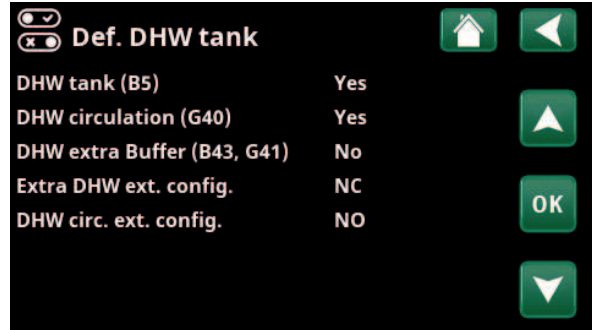 Def. DHW tank
DHW tank (B5) Yes
DHW circulation (G40) Yes
DHW extra Buffer (B43, G41) No
Extra DHW ext. config. NC
DHW circ. ext. config. NO
OK